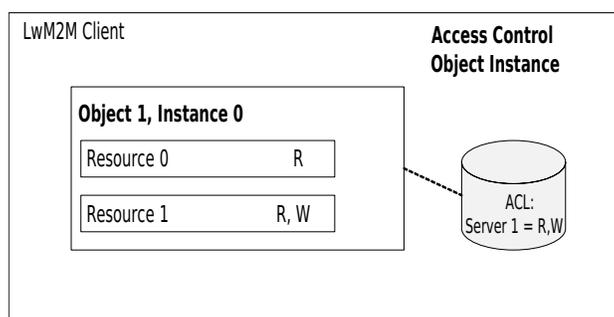 LwM2M Client
Access Control
Object Instance
Object 1, Instance 0
Resource 0 R
Resource 1 R, W
ACL:
Server 1 = R,W